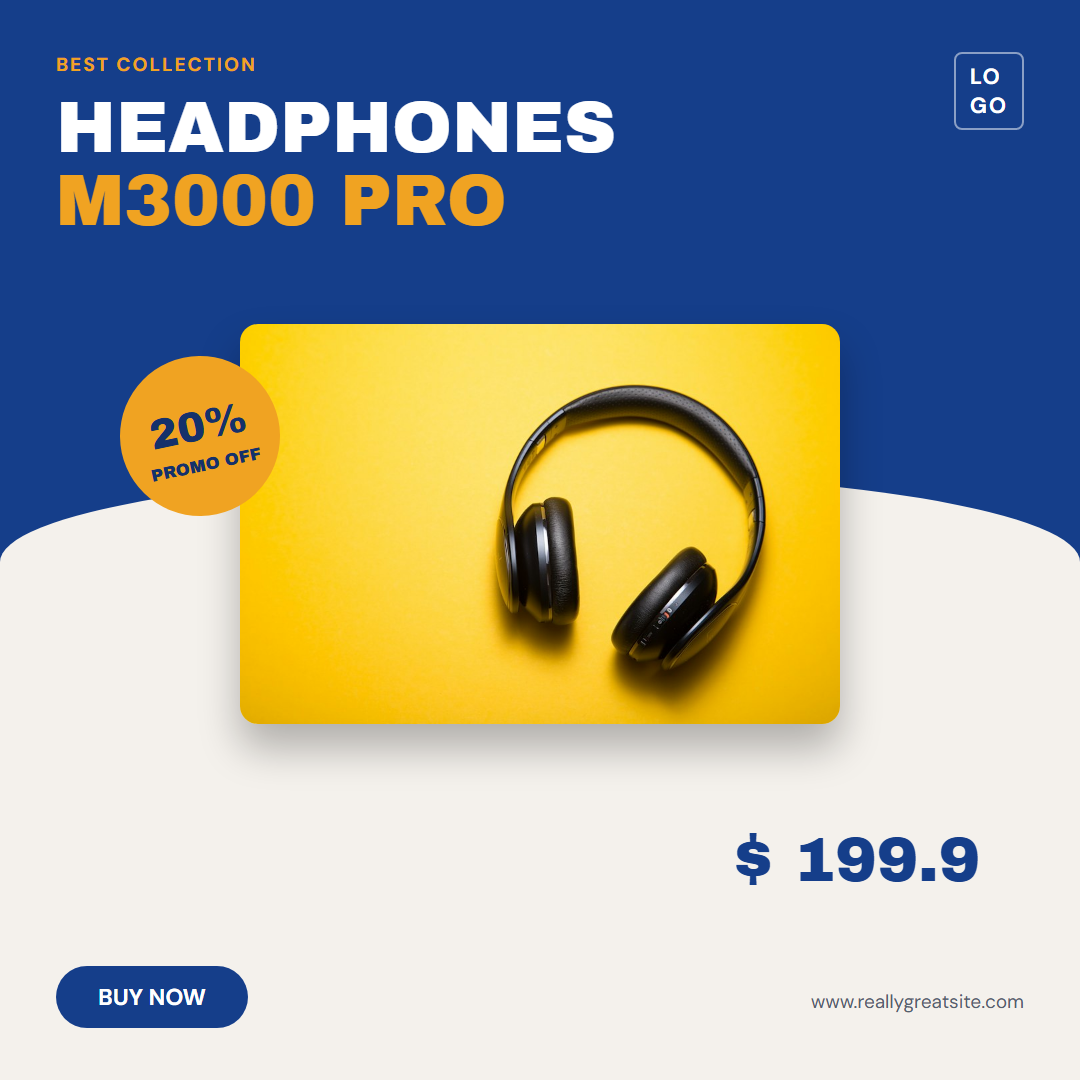 BEST COLLECTION
HEADPHONES
M3000 PRO
LO
GO
20%
PROMO OFF
$ 199.9
BUY NOW
www.reallygreatsite.com